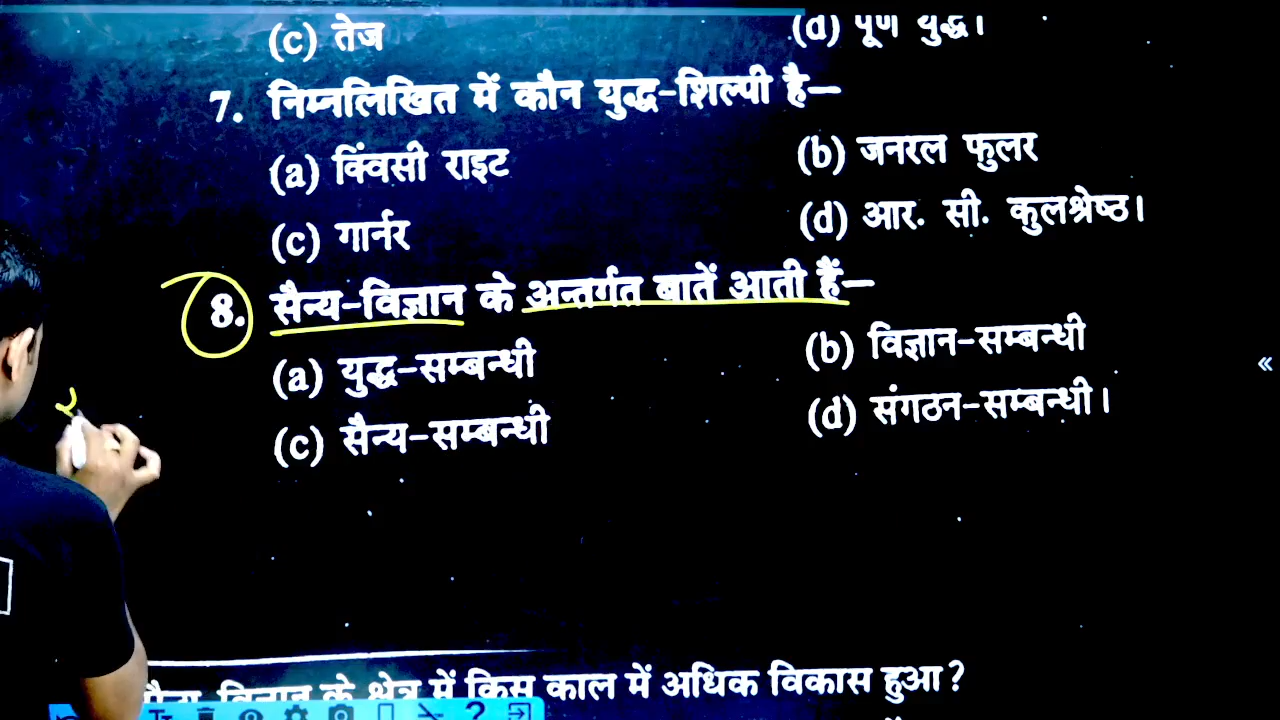 (c) तेज (d) पूर्ण युद्ध।
7. निम्नलिखित में कौन युद्ध-शिल्पी है—
(a) क्विंसी राइट (b) जनरल फुलर
(c) गार्नर (d) आर. सी. कुलश्रेष्ठ।
8. सैन्य-विज्ञान के अन्तर्गत बातें आती हैं—
(a) युद्ध-सम्बन्धी (b) विज्ञान-सम्बन्धी
(c) सैन्य-सम्बन्धी (d) संगठन-सम्बन्धी।
सैन्य विज्ञान के क्षेत्र में किस काल में अधिक विकास हुआ?